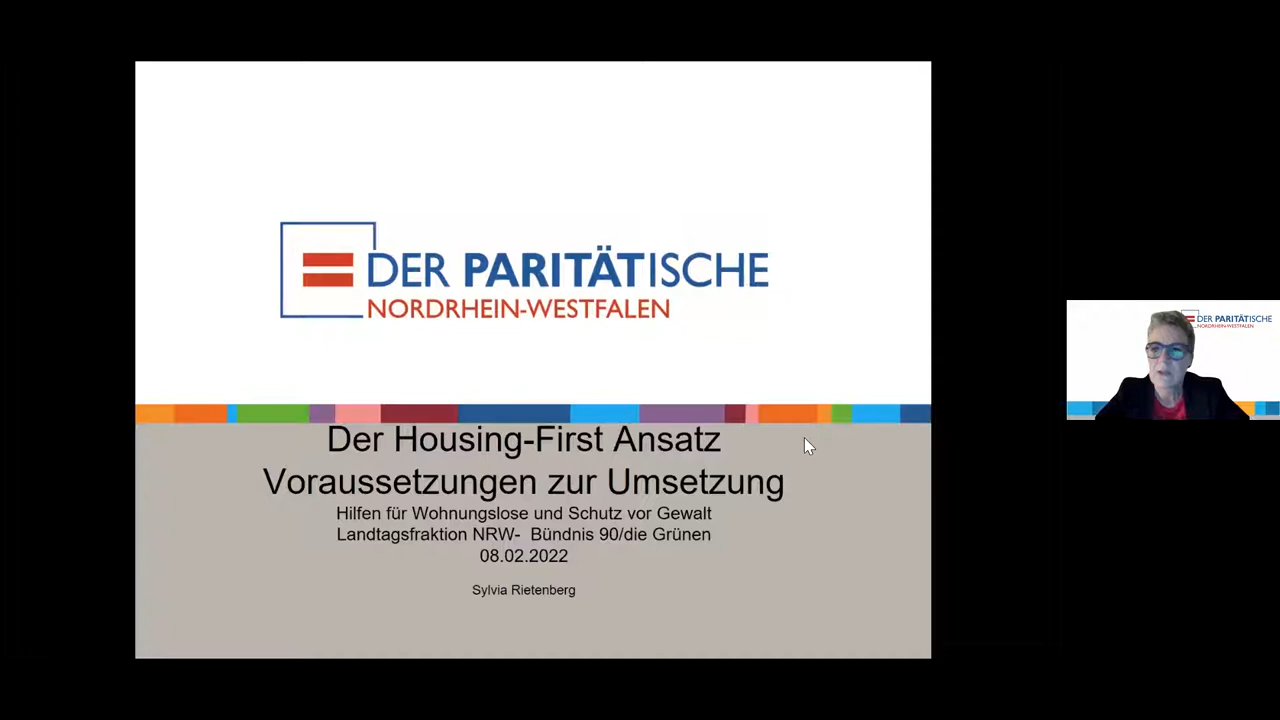 DER PARITÄTISCHE
NORDRHEIN-WESTFALEN
Der Housing-First Ansatz
Voraussetzungen zur Umsetzung
Hilfen für Wohnungslose und Schutz vor Gewalt
Landtagsfraktion NRW- Bündnis 90/die Grünen
08.02.2022
Sylvia Rietenberg
DER PARITÄTISCHE
NORDRHEIN-WESTFALEN